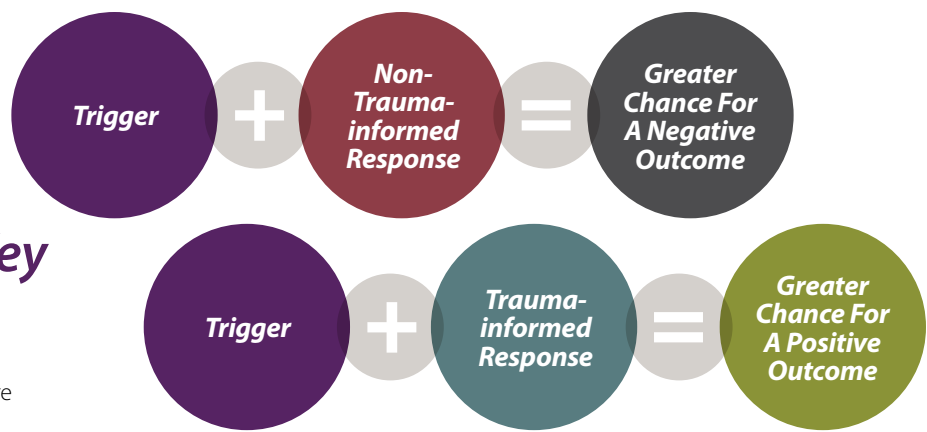 Trigger
+
Non-
Trauma-
informed
Response
=
Greater
Chance For
A Negative
Outcome
ey
Trigger
+
Trauma-
informed
Response
=
Greater
Chance For
A Positive
Outcome
e